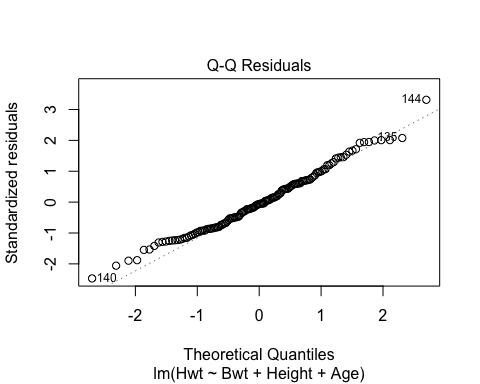 Q-Q Residuals
Standardized residuals
3
2
1
0
-1
-2
144
135
140
-2 -1 0 1 2
Theoretical Quantiles
lm(Hwt ~ Bwt + Height + Age)